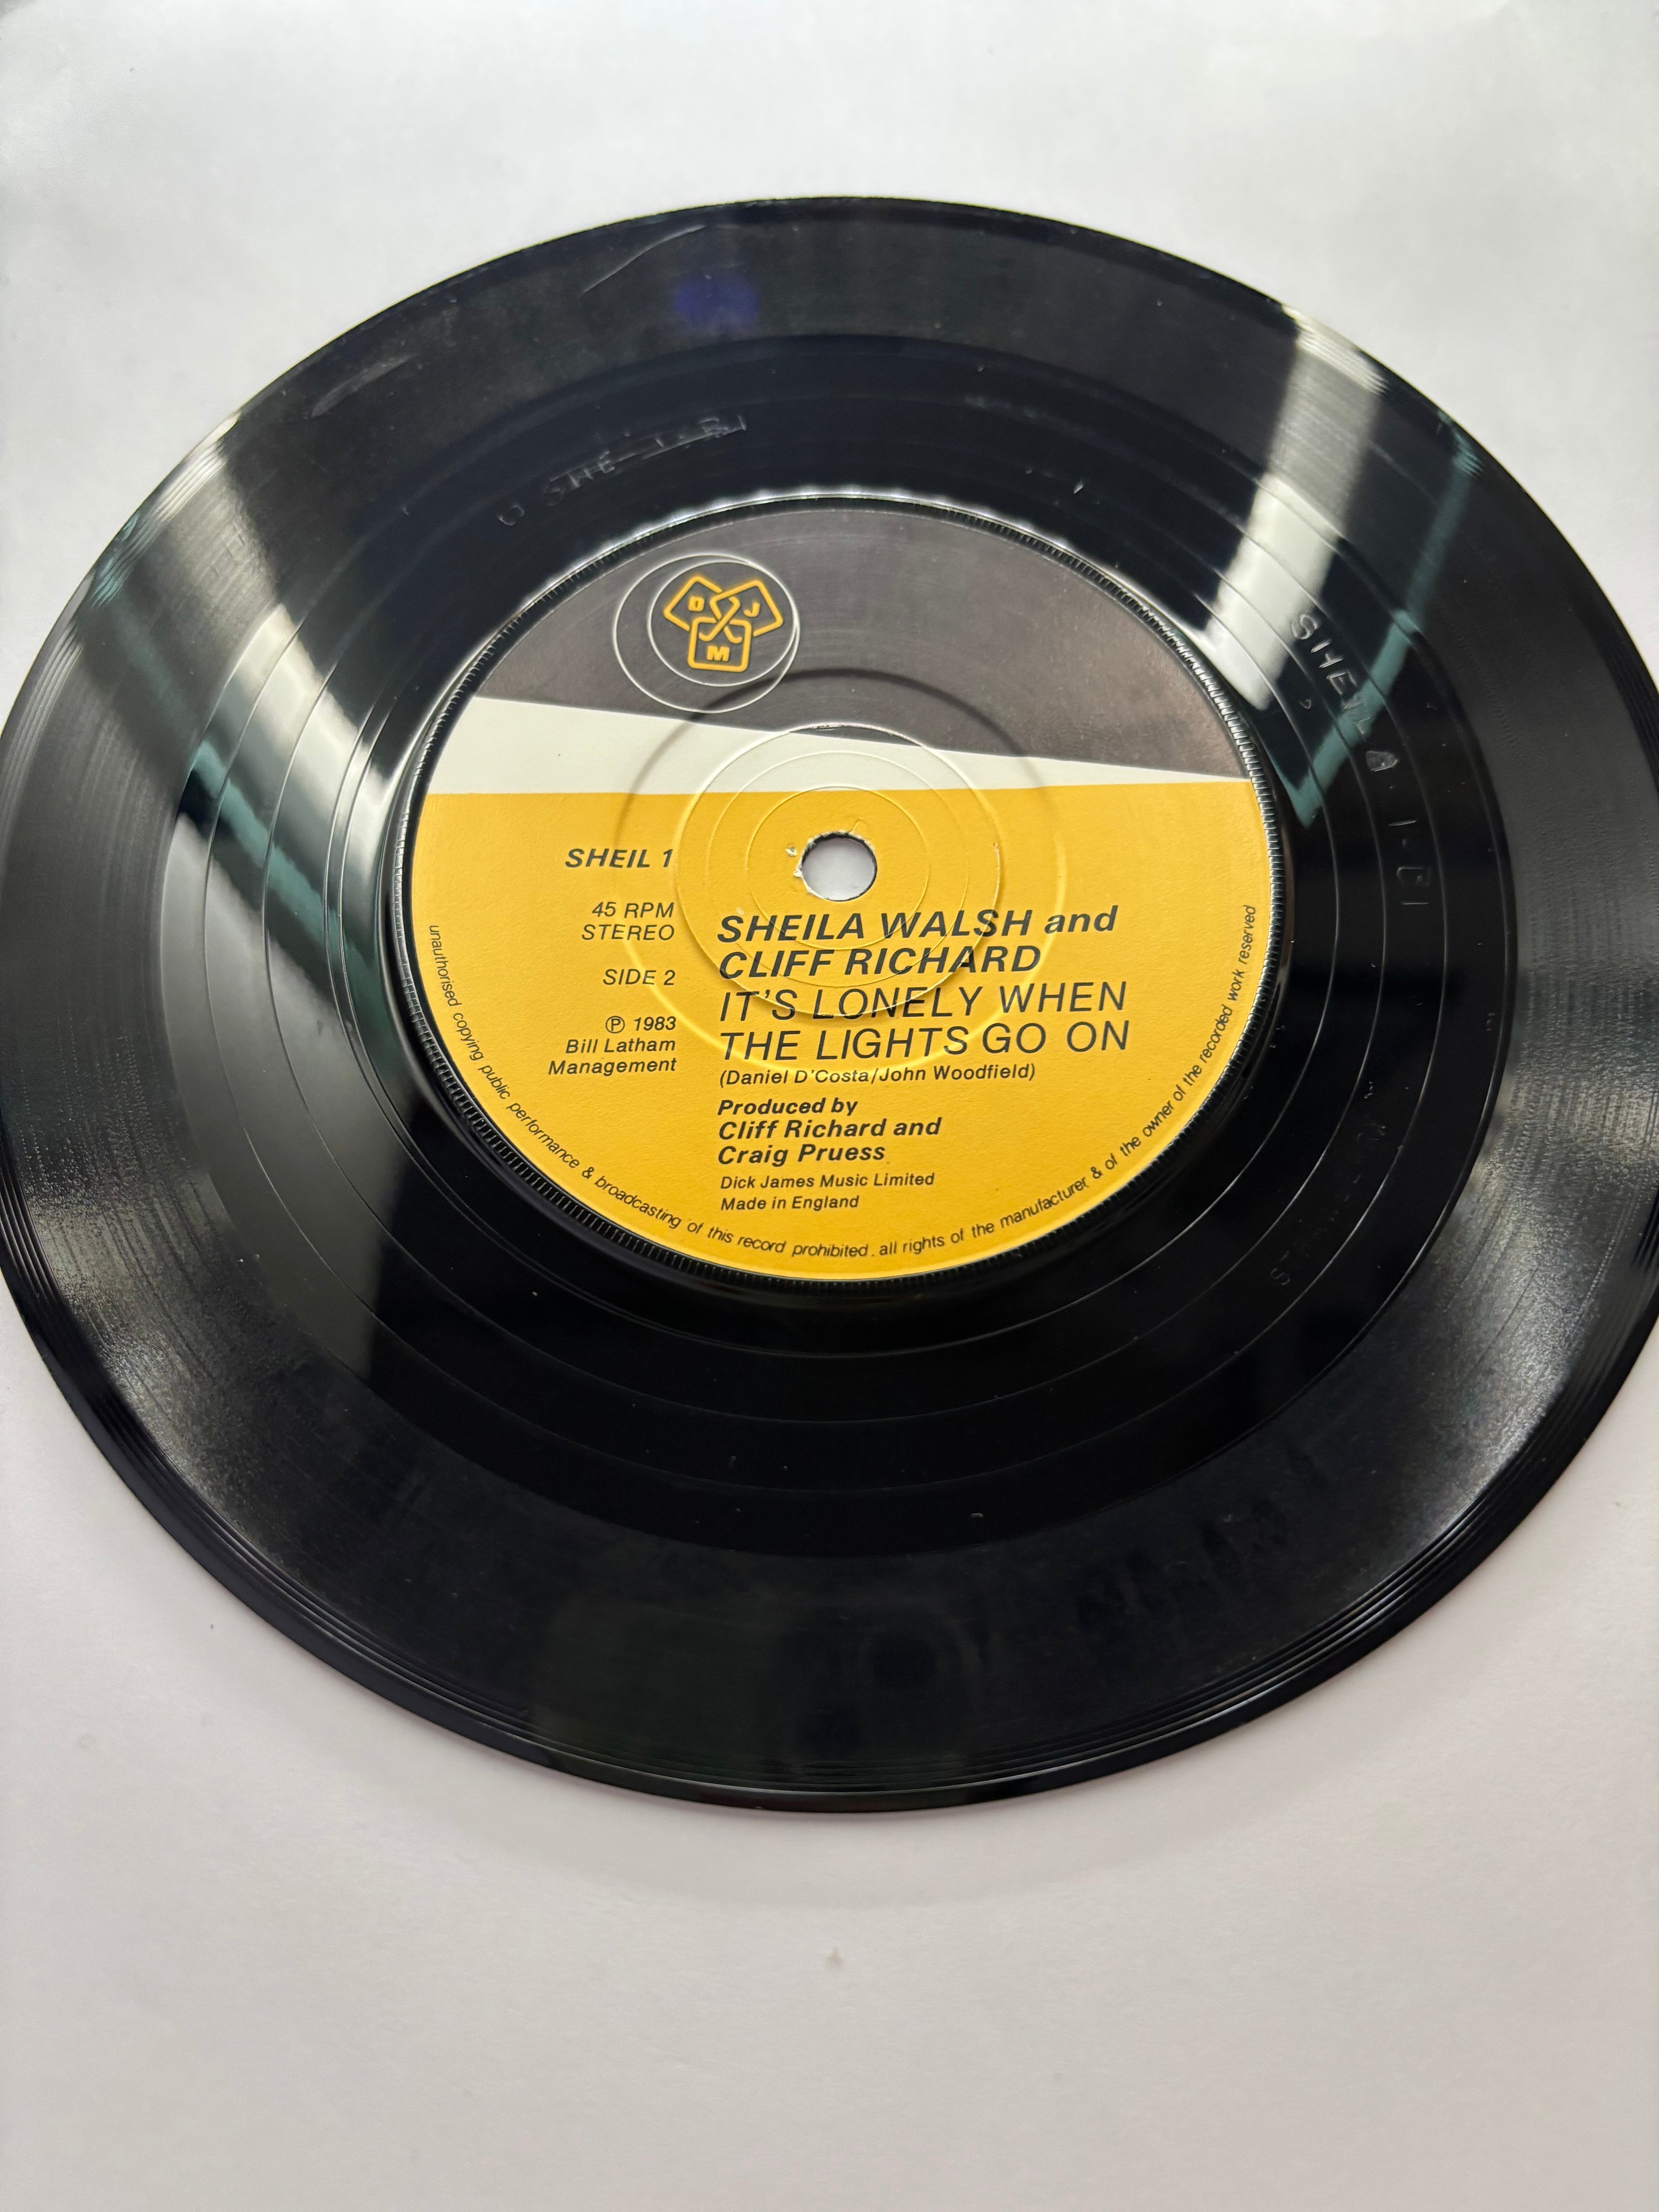 D J
M
SHEIL 1
45 RPM
STEREO
SIDE 2
℗ 1983
Bill Latham
Management
SHEILA WALSH and
CLIFF RICHARD
IT'S LONELY WHEN
THE LIGHTS GO ON
(Daniel D'Costa/John Woodfield)
Produced by
Cliff Richard and
Craig Pruess
Dick James Music Limited
Made in England
unauthorised copying public performance & broadcasting of this record prohibited. all rights of the manufacturer & of the owner of the recorded work reserved